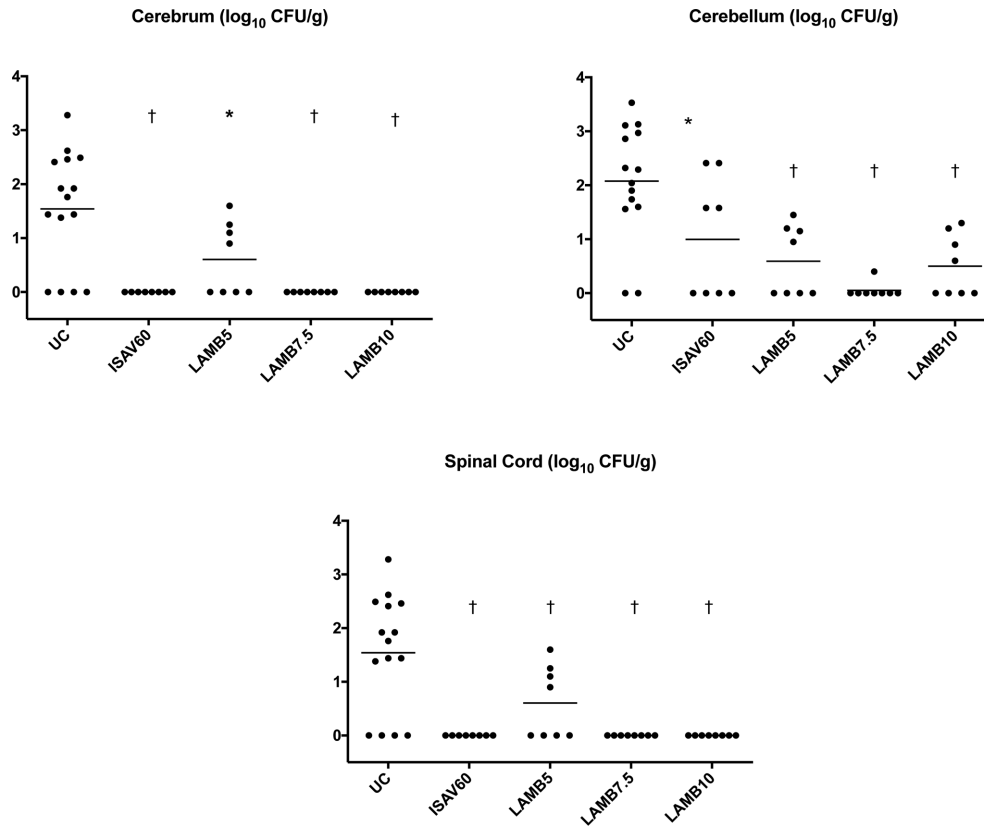 Cerebrum (log10 CFU/g)
4
3
2
1
0
† * † †
UC ISAV60 LAMB5 LAMB7.5 LAMB10
Cerebellum (log10 CFU/g)
4
3
2
1
0
* † † †
UC ISAV60 LAMB5 LAMB7.5 LAMB10
Spinal Cord (log10 CFU/g)
4
3
2
1
0
† † † †
UC ISAV60 LAMB5 LAMB7.5 LAMB10